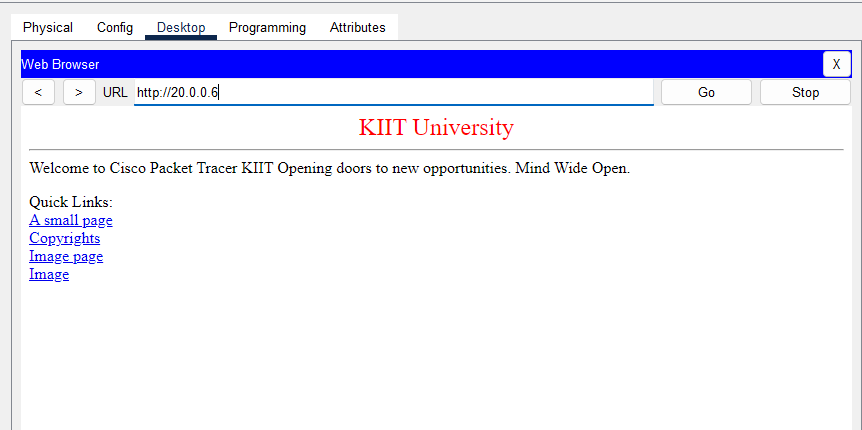 Physical Config Desktop Programming Attributes
Web Browser X
< > URL http://20.0.0.6 Go Stop
KIIT University
Welcome to Cisco Packet Tracer KIIT Opening doors to new opportunities. Mind Wide Open.
Quick Links:
A small page
Copyrights
Image page
Image